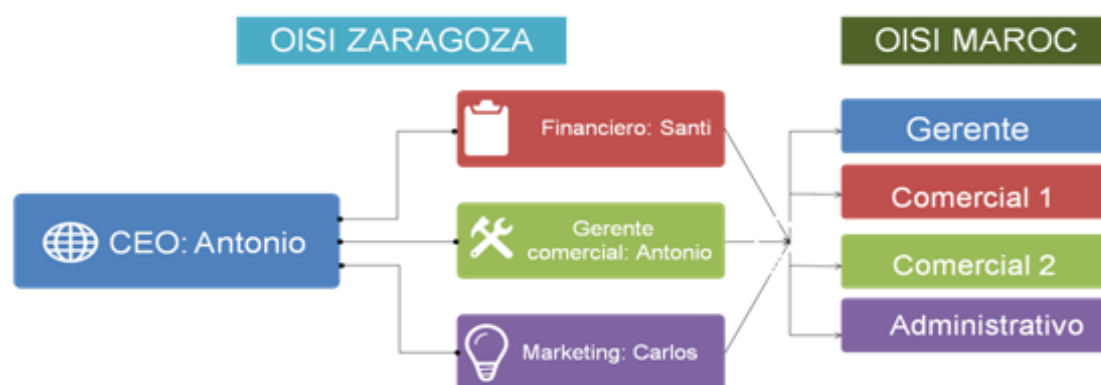 OISI ZARAGOZA
OISI MAROC
CEO: Antonio
Financiero: Santi
Gerente
comercial: Antonio
Marketing: Carlos
Gerente
Comercial 1
Comercial 2
Administrativo